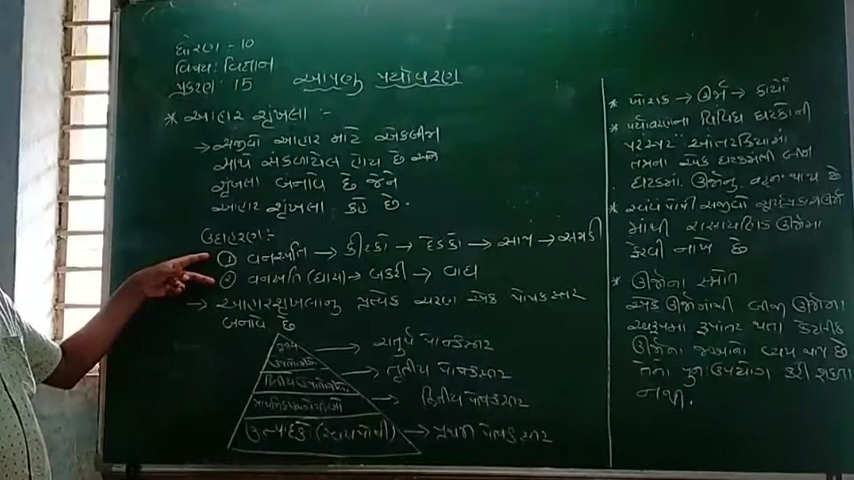 ધોરણ :- 10
વિષય: વિજ્ઞાન
પ્રકરણ: 15 આપણુ પર્યાવરણ
* આહાર શૃંખલા :-
→ સજીવો આહાર માટે એકબીજા
સાથે સંકળાયેલ હોય છે અને
શૃંખલા બનાવે છે જેને
આહાર શૃંખલા કહે છે.
ઉદાહરણ:-
① વનસ્પતિ → કીટકો → દેડકો → સાપ → સમડી
② વનસ્પતિ (ઘાસ) → બકરી → વાઘ
→ આહારશૃંખલાનુ પ્રત્યેક ચરણ એક પોષકસ્તર
બનાવે છે
→ ચતુર્થ પોષકસ્તર
→ તૃતીય પોષકસ્તર
→ દ્વિતીય પોષકસ્તર
ઉત્પાદકો (સ્વયંપોષી) → પ્રથમ પોષકસ્તર
* ખોરાક → ઊર્જા → કાર્યો
* પર્યાવરણના વિવિધ ઘટકોની
પરસ્પર આંતરક્રિયામાં
તંત્રના એક ઘટકમાંથી બીજા
ઘટકમાં ઊર્જાનુ વહન થાય છે
* સ્વયંપોષી સજીવો સૂર્યપ્રકાશઊર્જા
માંથી રાસાયણિક ઊર્જામાં
ફેરવી નાખે છે
* ઊર્જાના સ્ત્રોત
એક ઊર્જામાંથી બીજી ઊર્જાના
સ્વરૂપમાં રૂપાંતર થતા કેટલીક
ઊર્જાના જથ્થાનો વ્યય થાય છે
તેના પુનઃઉપયોગ કરી શકાતા
નથી.